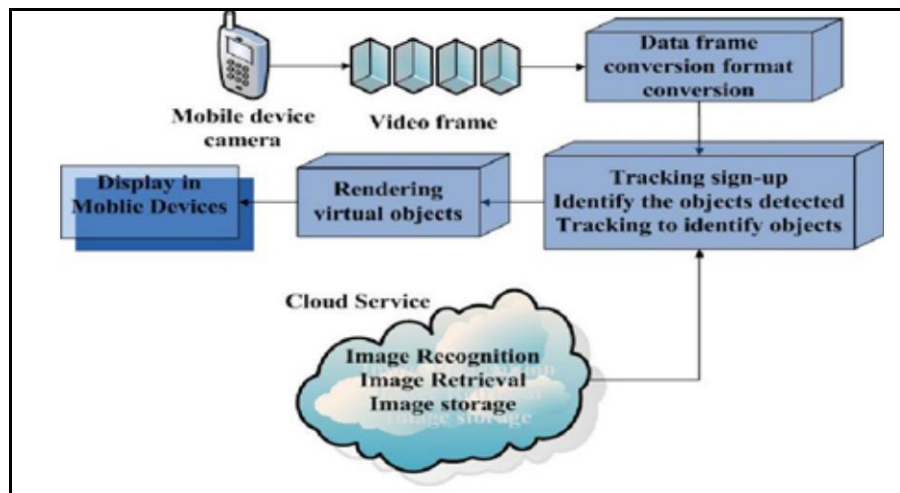 Mobile device
camera
Video frame
Data frame
conversion format
conversion
Tracking sign-up
Identify the objects detected
Tracking to identify objects
Rendering
virtual objects
Display in
Moblic Devices
Cloud Service
Image Recognition
Image Retrieval
Image storage